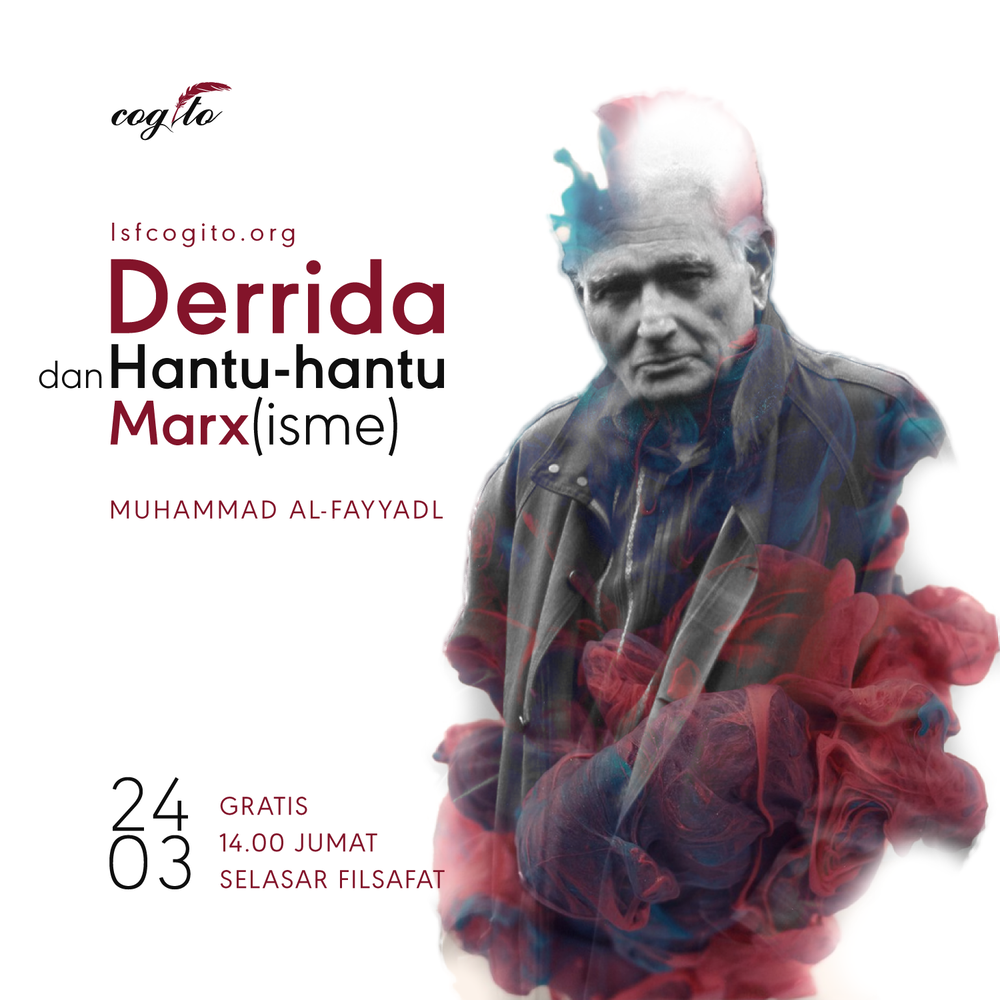 cogito
lsfcogito.org
Derrida
dan Hantu-hantu
Marx(isme)
MUHAMMAD AL-FAYYADL
24
03
GRATIS
14.00 JUMAT
SELASAR FILSAFAT